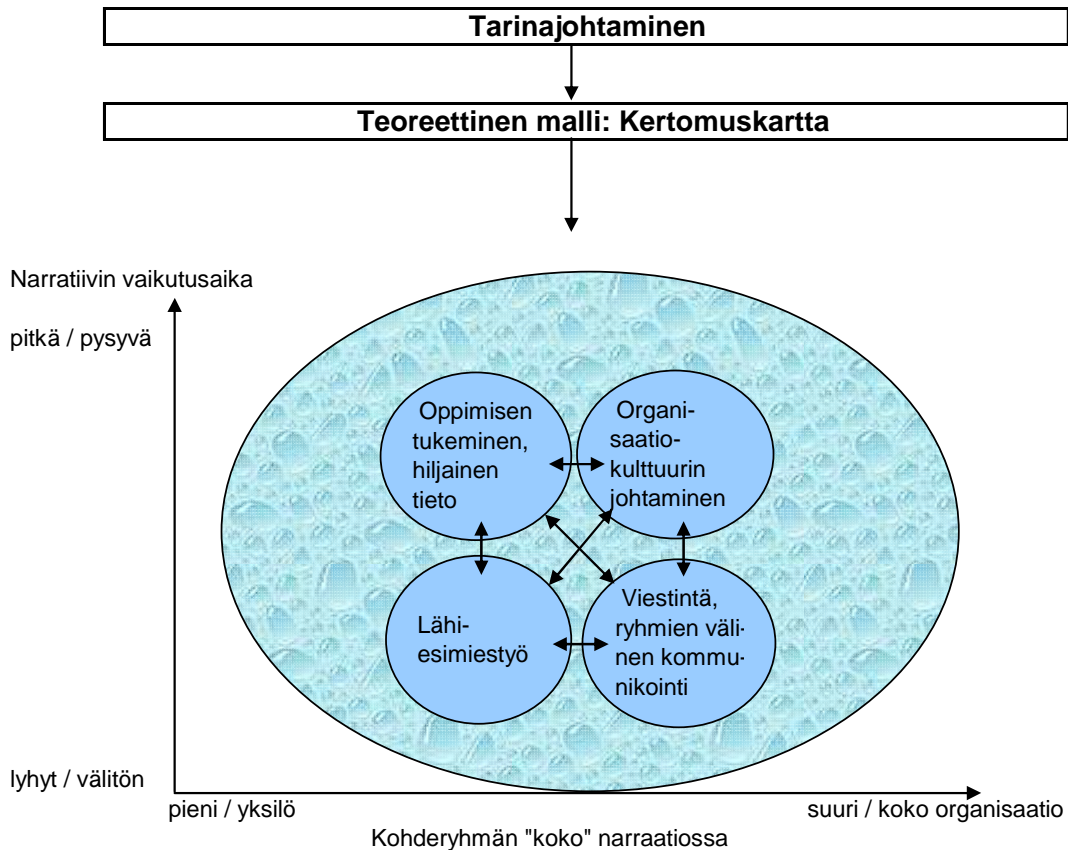 Tarinajohtaminen
Teoreettinen malli: Kertomuskartta
Narratiivin vaikutusaika
pitkä / pysyvä
Oppimisen
tukeminen,
hiljainen
tieto
Organi-
saatio-
kulttuurin
johtaminen
Lähi-
esimiestyö
Viestintä,
ryhmien väli-
nen kommu-
nikointi
lyhyt / välitön
pieni / yksilö
suuri / koko organisaatio
Kohderyhmän "koko" narraatiossa